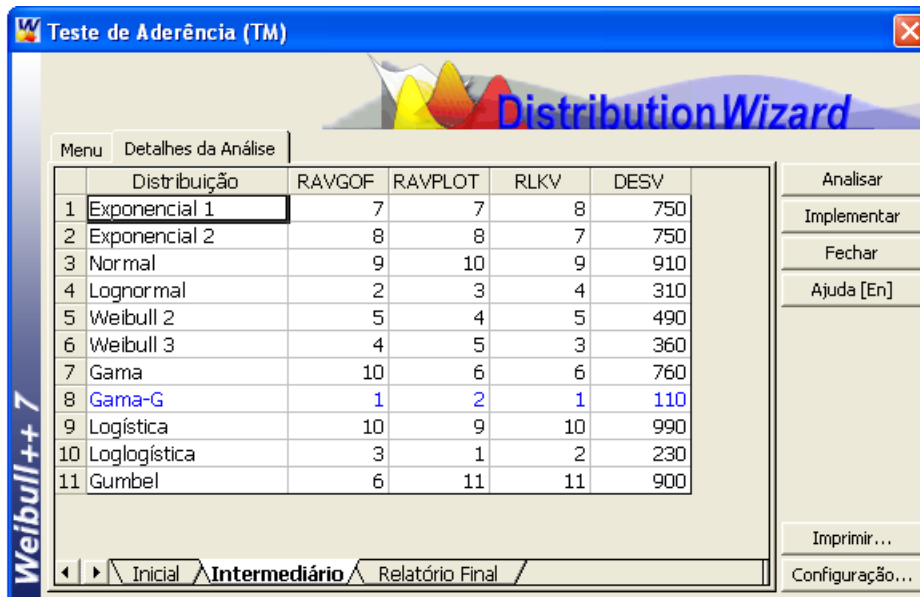 Teste de Aderência (TM)
Distribution Wizard
Menu Detalhes da Análise
Distribuição RAVGOF RAVPLOT RLKV DESV
1 Exponencial 1 7 7 8 750
2 Exponencial 2 8 8 7 750
3 Normal 9 10 9 910
4 Lognormal 2 3 4 310
5 Weibull 2 5 4 5 490
6 Weibull 3 4 5 3 360
7 Gama 10 6 6 760
8 Gama-G 1 2 1 110
9 Logística 10 9 10 990
10 Loglogística 3 1 2 230
11 Gumbel 6 11 11 900
Inicial Intermediário Relatório Final
Analisar
Implementar
Fechar
Ajuda [En]
Imprimir...
Configuração...
Weibull++ 7